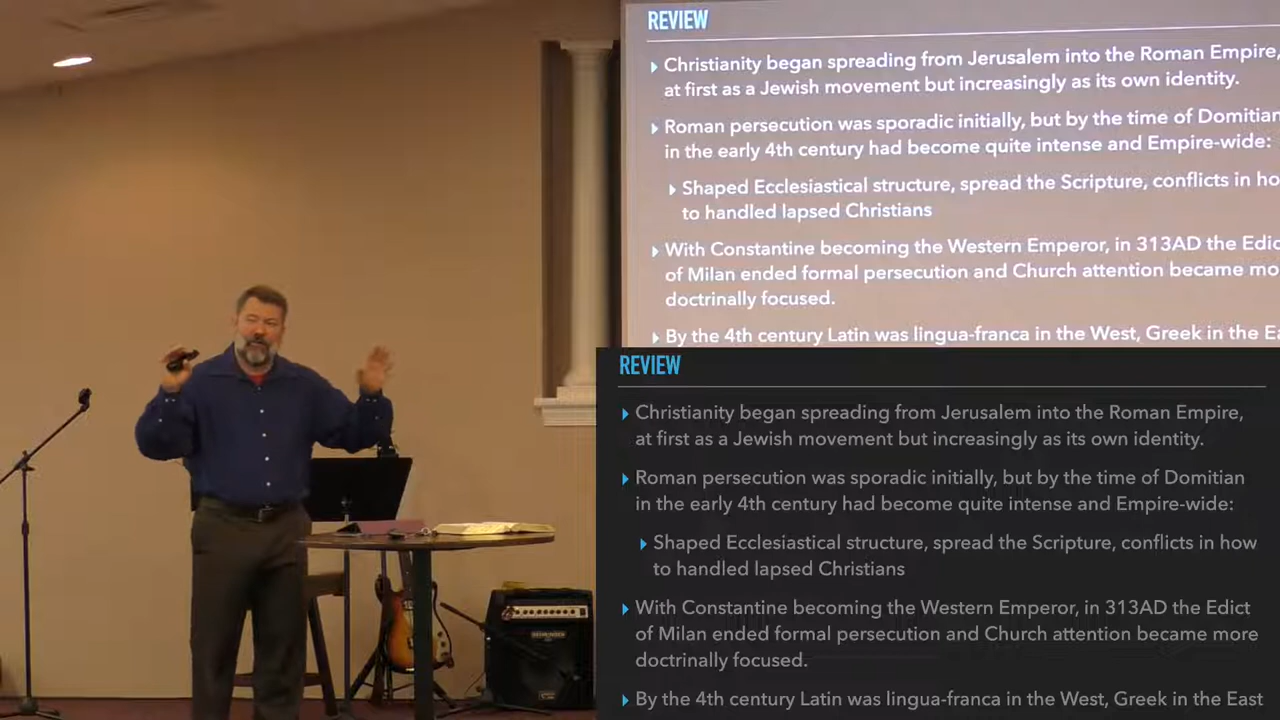 REVIEW
Christianity began spreading from Jerusalem into the Roman Empire,
at first as a Jewish movement but increasingly as its own identity.
Roman persecution was sporadic initially, but by the time of Domitian
in the early 4th century had become quite intense and Empire-wide:
Shaped Ecclesiastical structure, spread the Scripture, conflicts in ho
to handled lapsed Christians
With Constantine becoming the Western Emperor, in 313AD the Edic
of Milan ended formal persecution and Church attention became mo
doctrinally focused.
By the 4th century Latin was lingua-franca in the West, Greek in the Ea
REVIEW
Christianity began spreading from Jerusalem into the Roman Empire,
at first as a Jewish movement but increasingly as its own identity.
Roman persecution was sporadic initially, but by the time of Domitian
in the early 4th century had become quite intense and Empire-wide:
Shaped Ecclesiastical structure, spread the Scripture, conflicts in how
to handled lapsed Christians
With Constantine becoming the Western Emperor, in 313AD the Edict
of Milan ended formal persecution and Church attention became more
doctrinally focused.
By the 4th century Latin was lingua-franca in the West, Greek in the East